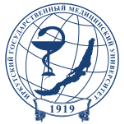 ИРКУТСКИЙ ГОСУДАРСТВЕННЫЙ МЕДИЦИНСКИЙ УНИВЕРСИТЕТ
1919